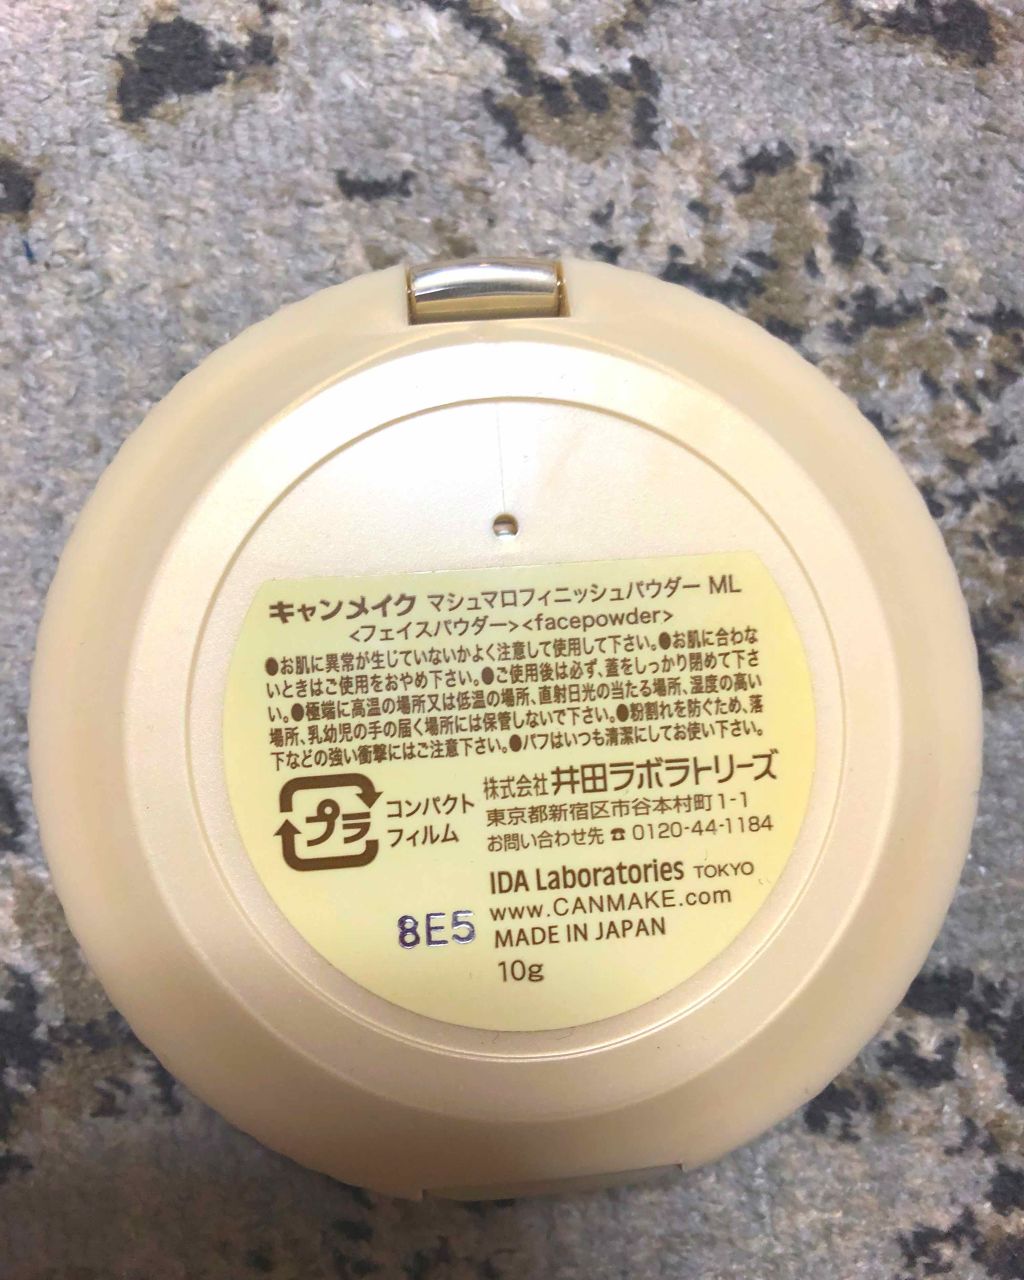 キャンメイク マシュマロフィニッシュパウダー ML
<フェイスパウダー><facepowder>
●お肌に異常が生じていないかよく注意して使用して下さい。●お肌に合わな
いときはご使用をおやめ下さい。●ご使用後は必ず、蓋をしっかり閉めて下さ
い。●極端に高温の場所又は低温の場所、直射日光の当たる場所、湿度の高い
場所、乳幼児の手の届く場所には保管しないで下さい。●粉割れを防ぐため、落
下などの強い衝撃にはご注意下さい。●パフはいつも清潔にしてお使い下さい。
プラ
コンパクト
フィルム
株式会社 井田ラボラトリーズ
東京都新宿区市谷本村町1-1
お問い合わせ先 ☎ 0120-44-1184
IDA Laboratories TOKYO
www.CANMAKE.com
MADE IN JAPAN
8E5
10g